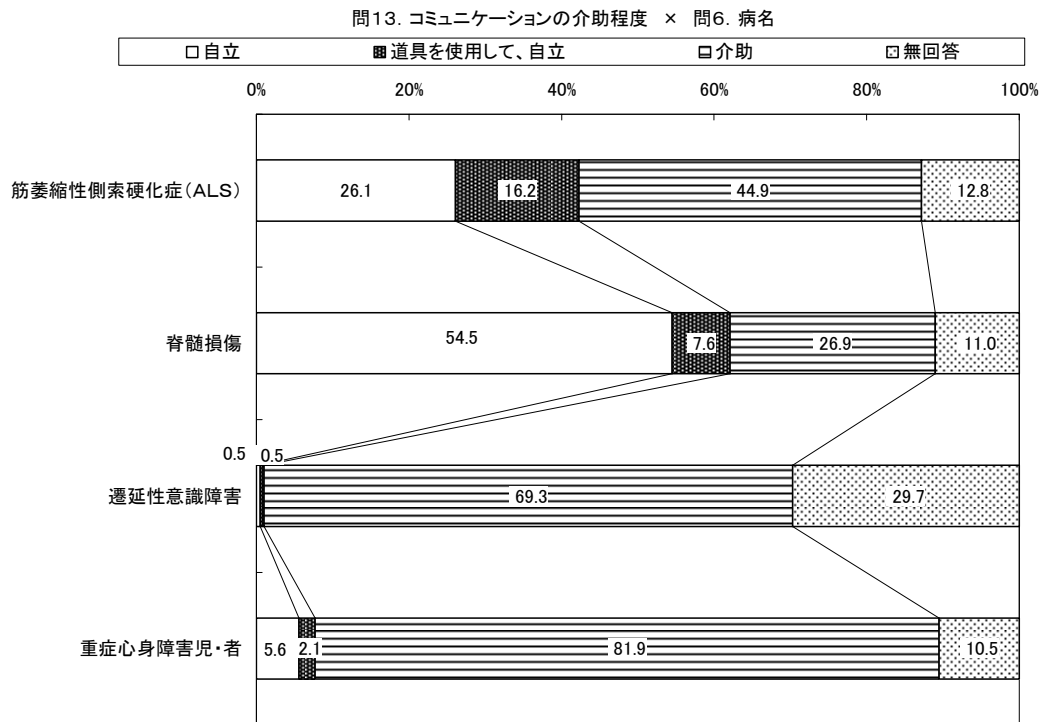 問13. コミュニケーションの介助程度 × 問6. 病名
自立 道具を使用して、自立 介助 無回答
0% 20% 40% 60% 80% 100%
筋萎縮性側索硬化症(ALS) 26.1 16.2 44.9 12.8
脊髄損傷 54.5 7.6 26.9 11.0
0.5 0.5
遷延性意識障害 69.3 29.7
重症心身障害児・者 5.6 2.1 81.9 10.5